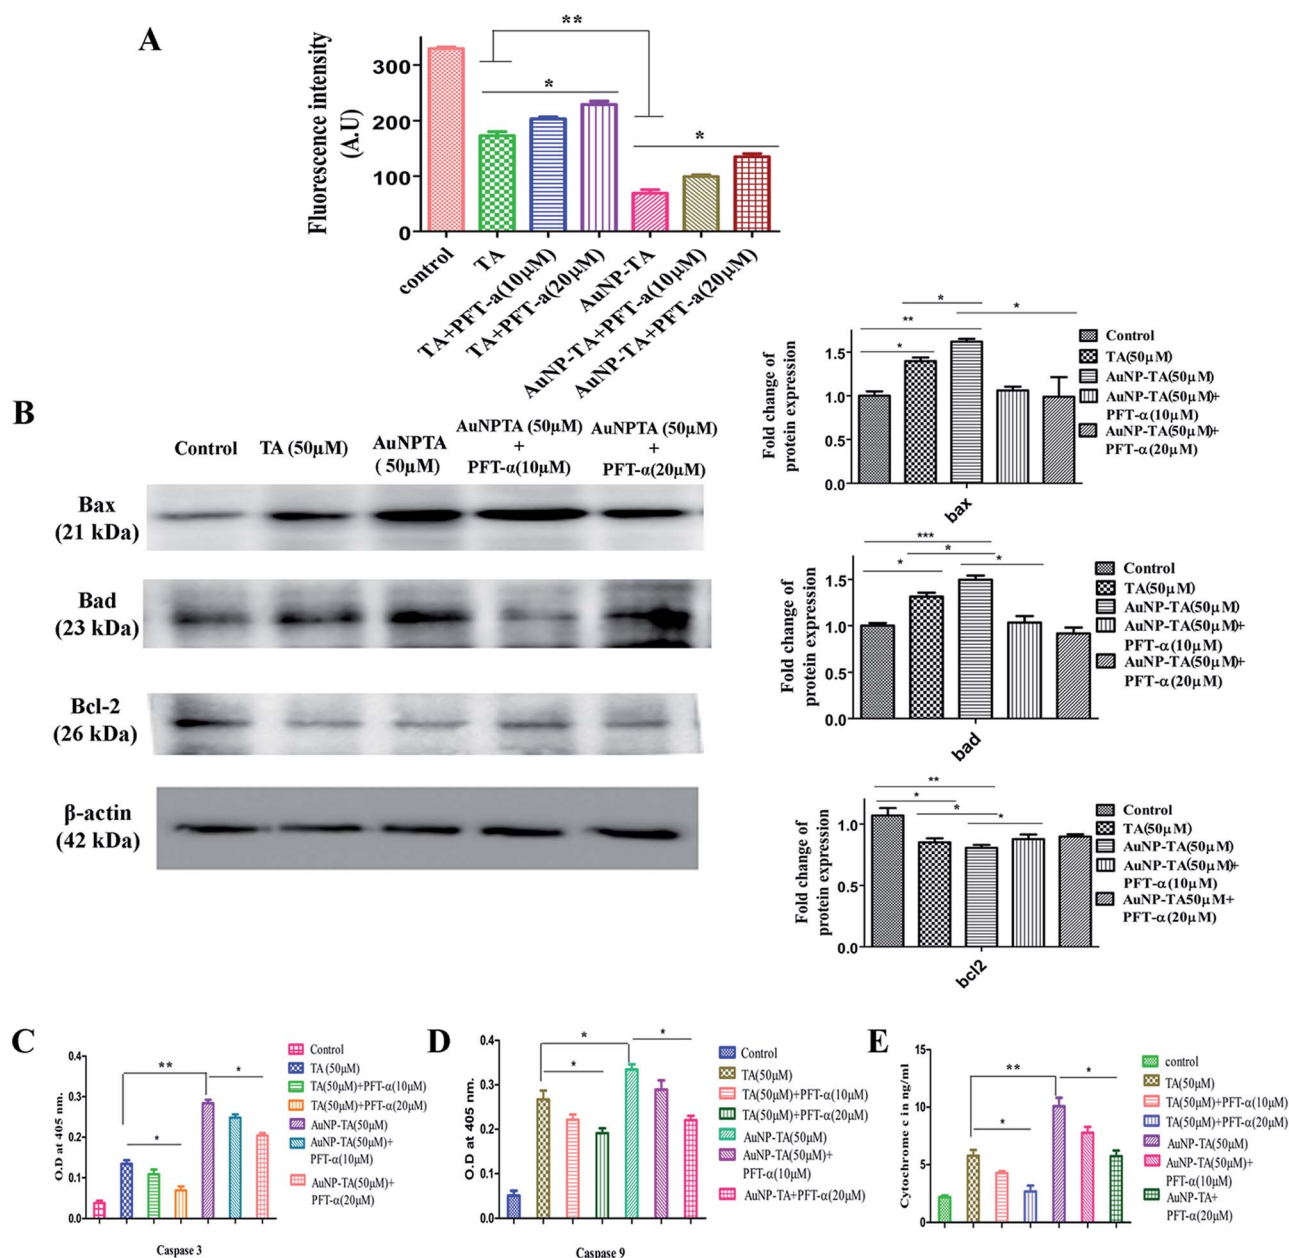 A
Fluorescence intensity
(A.U)
300
200
100
0
**
*
*
control
TA
TA+PFT-a(10µM)
TA+PFT-a(20µM)
AuNP-TA
AuNP-TA+PFT-a(10µM)
AuNP-TA+PFT-a(20µM)
B
Control
TA (50µM)
AuNPTA
( 50µM)
AuNPTA (50µM)
+
PFT-α(10µM)
AuNPTA (50µM)
+
PFT-α(20µM)
Bax
(21 kDa)
Bad
(23 kDa)
Bcl-2
(26 kDa)
β-actin
(42 kDa)
Fold change of
protein expression
1.5
1.0
0.5
0.0
*
*
**
*
bax
Control
TA(50µM)
AuNP-TA(50µM)
AuNP-TA(50µM)+
PFT-α(10µM)
AuNP-TA(50µM)+
PFT-α(20µM)
Fold change of
protein expression
1.5
1.0
0.5
0.0
***
*
*
*
bad
Control
TA(50µM)
AuNP-TA(50µM)
AuNP-TA(50µM)+
PFT-α(10µM)
AuNP-TA(50µM)+
PFT-α(20µM)
Fold change of
protein expression
1.0
0.5
0.0
**
*
*
*
bcl2
Control
TA(50µM)
AuNP-TA(50µM)
AuNP-TA(50µM)+
PFT-α(10µM)
AuNP-TA50µM+
PFT-α(20µM)
C
O.D at 405 nm.
0.4
0.3
0.2
0.1
0.0
**
*
*
Caspase 3
Control
TA (50µM)
TA(50µM)+PFT-α(10µM)
TA(50µM)+PFT-α(20µM)
AuNP-TA(50µM)
AuNP-TA(50µM)+
PFT-α(10µM)
AuNP-TA(50µM)+
PFT-α(20µM)
D
O.D at 405 nm.
0.4
0.3
0.2
0.1
0.0
*
*
*
Caspase 9
Control
TA(50µM)
TA(50µM)+PFT-α(10µM)
TA(50µM)+PFT-α(20µM)
AuNP-TA(50µM)
AuNP-TA(50µM)+
PFT-α(10µM)
AuNP-TA+PFT-α(20µM)
E
Cytochrome c in ng/ml
15
10
5
0
**
*
*
control
TA(50µM)
TA(50µM)+PFT-α(10µM)
TA(50µM)+PFT-α(20µM)
AuNP-TA(50µM)
AuNP-TA(50µM)+
PFT-α(10µM)
AuNP-TA+
PFT-α(20µM)